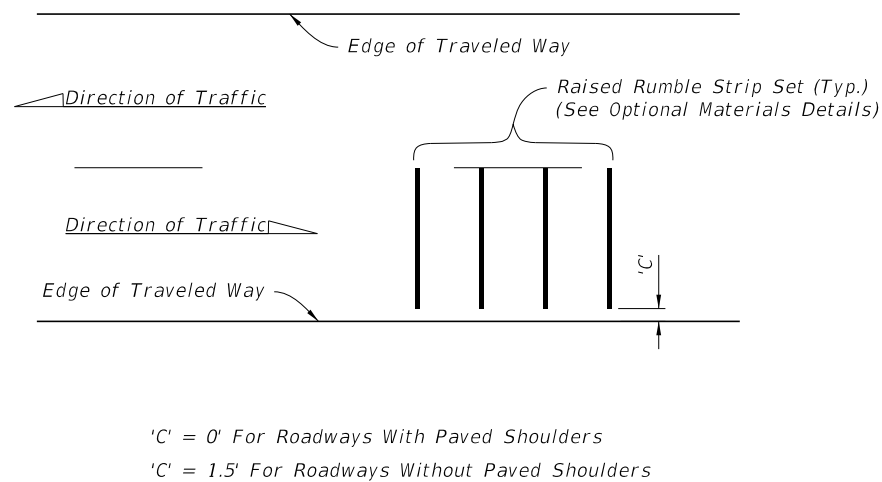 Edge of Traveled Way
Raised Rumble Strip Set (Typ.)
(See Optional Materials Details)
Direction of Traffic
Direction of Traffic
'C'
Edge of Traveled Way
'C' = 0' For Roadways With Paved Shoulders
'C' = 1.5' For Roadways Without Paved Shoulders